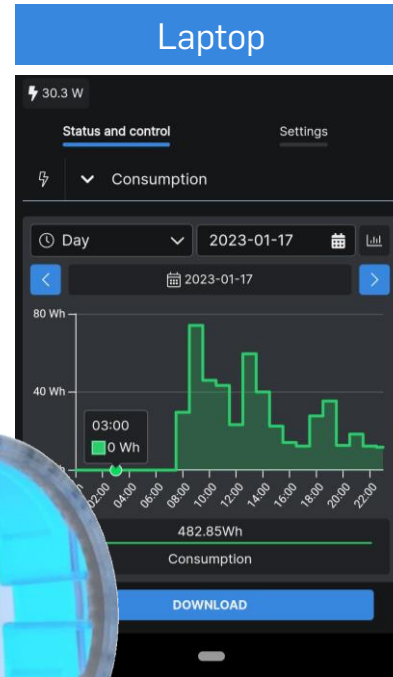 Laptop
30.3 W
Status and control Settings
Consumption
Day 2023-01-17
2023-01-17
80 Wh
40 Wh
03:00
0 Wh
02:00 04:00 06:00 08:00 10:00 12:00 14:00 16:00 18:00 20:00 22:00
482.85Wh
Consumption
DOWNLOAD